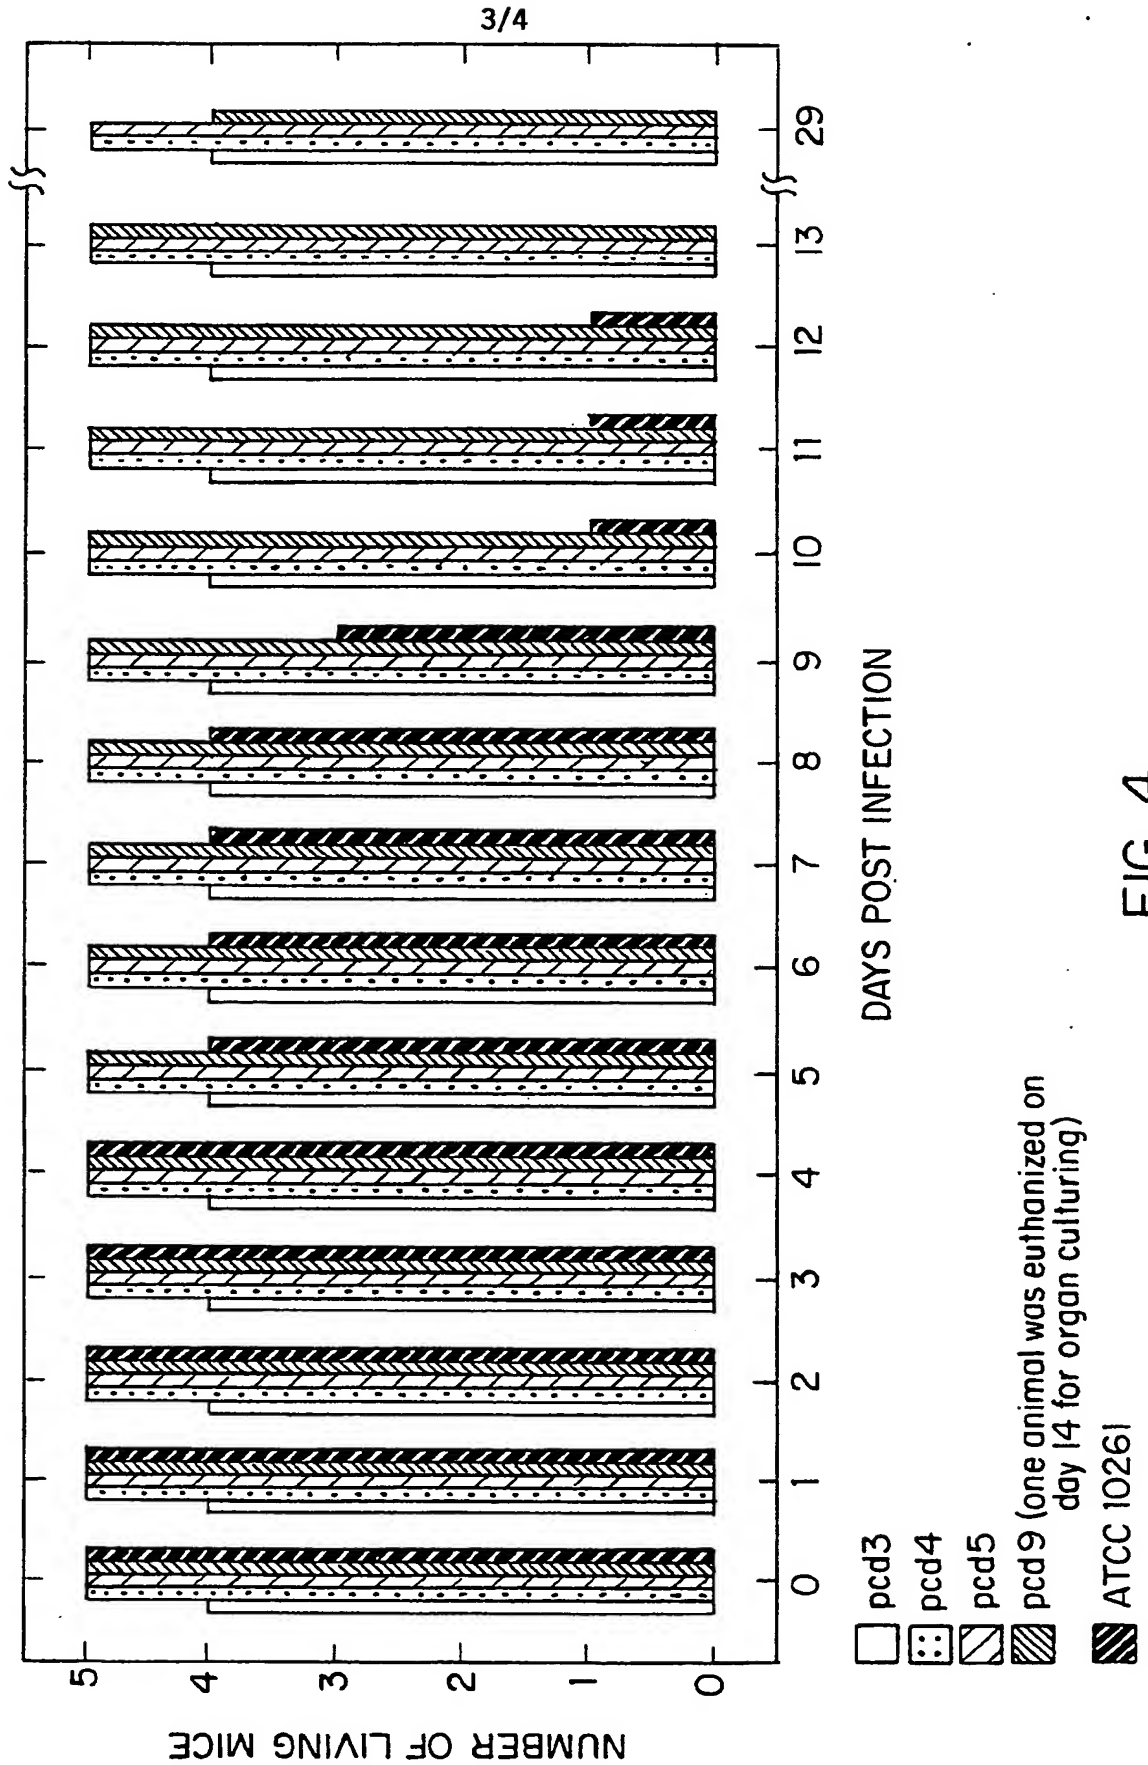 3/4
NUMBER OF LIVING MICE
5
4
3
2
1
0
0 1 2 3 4 5 6 7 8 9 10 11 12 13 29
DAYS POST INFECTION
pcd3
pcd4
pcd5
pcd9 (one animal was euthanized on
day 14 for organ culturing)
ATCC 10261
FIG. 4